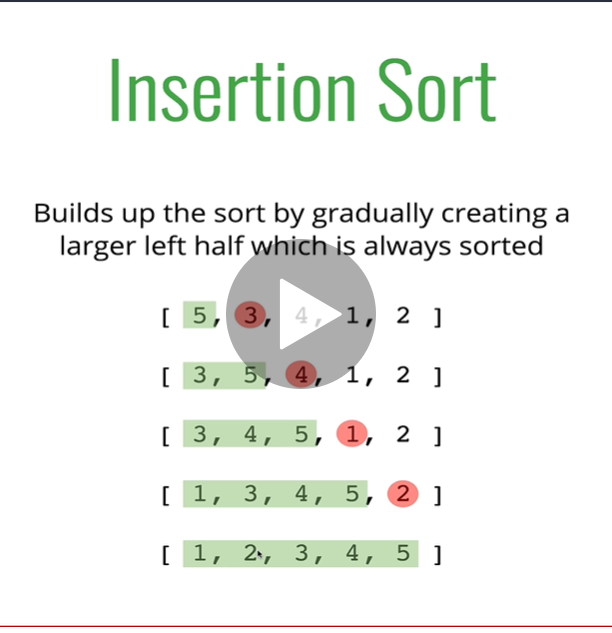 Insertion Sort
Builds up the sort by gradually creating a
larger left half which is always sorted
[ 5, 3, 4, 1, 2 ]
[ 3, 5, 4, 1, 2 ]
[ 3, 4, 5, 1, 2 ]
[ 1, 3, 4, 5, 2 ]
[ 1, 2, 3, 4, 5 ]